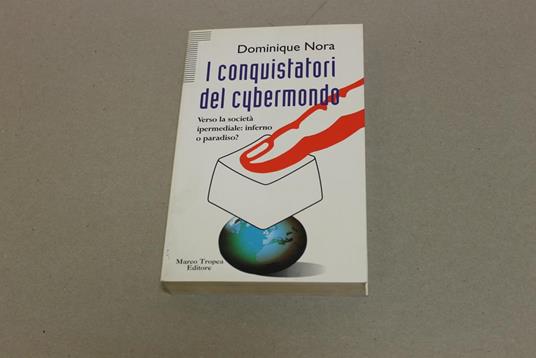 Dominique Nora
I conquistatori
del cybermondo
Verso la società
ipermediale: inferno
o paradiso?
Marco Tropea
Editore